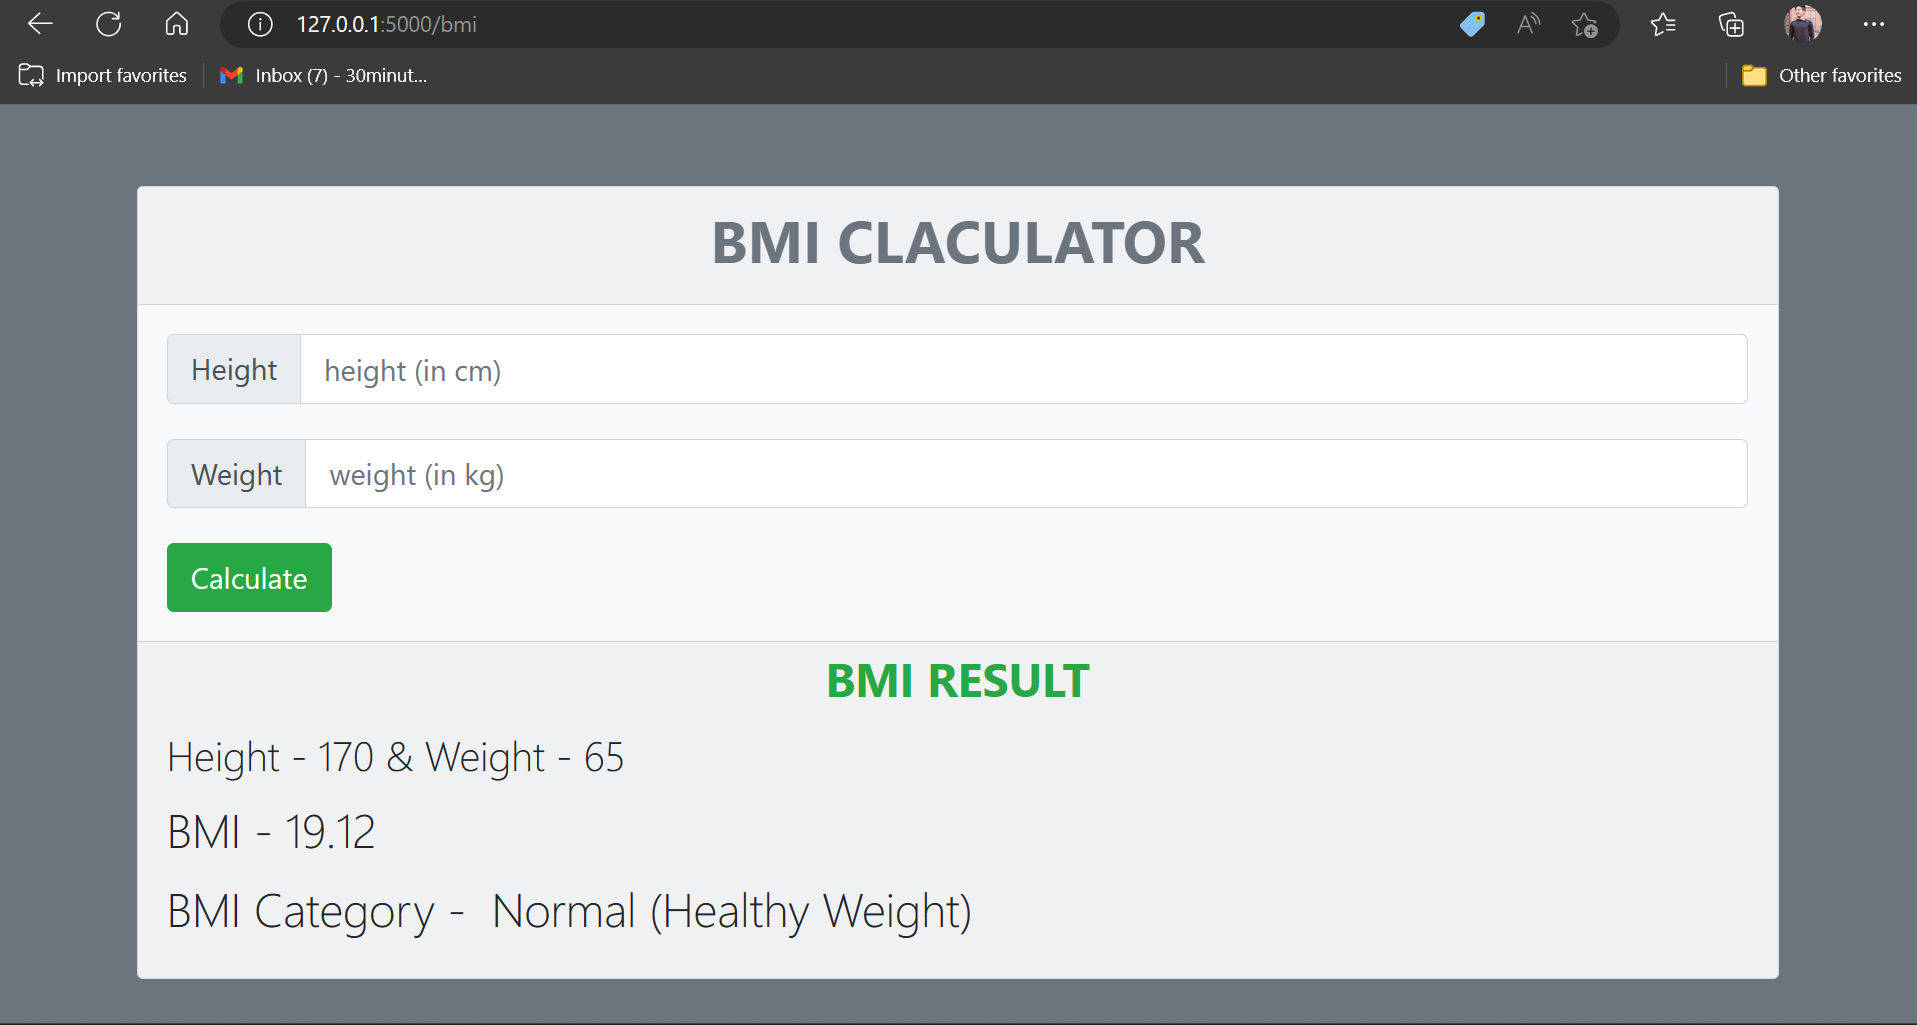 127.0.0.1:5000/bmi
Import favorites
Inbox (7) - 30minut...
Other favorites
BMI CLACULATOR
Height height (in cm)
Weight weight (in kg)
Calculate
BMI RESULT
Height - 170 & Weight - 65
BMI - 19.12
BMI Category - Normal (Healthy Weight)